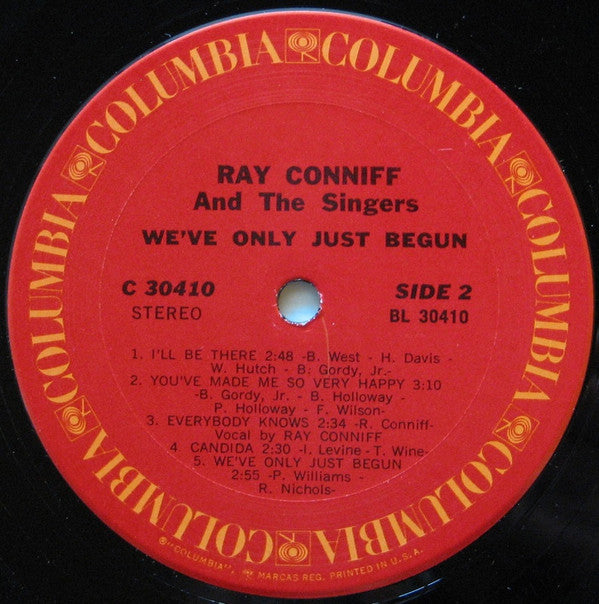 COLUMBIA COLUMBIA COLUMBIA COLUMBIA COLUMBIA COLUMBIA
RAY CONNIFF
And The Singers
WE'VE ONLY JUST BEGUN
C 30410
STEREO
SIDE 2
BL 30410
1. I'LL BE THERE 2:48 -B. West - H. Davis -
W. Hutch - B. Gordy, Jr.-
2. YOU'VE MADE ME SO VERY HAPPY 3:10
-B. Gordy, Jr. - B. Holloway -
P. Holloway - F. Wilson-
3. EVERYBODY KNOWS 2:34 -R. Conniff-
Vocal by RAY CONNIFF
4. CANDIDA 2:30 -I. Levine -T. Wine-
5. WE'VE ONLY JUST BEGUN
2:55 -P. Williams -
R. Nichols-
®"COLUMBIA", MARCAS REG. PRINTED IN U.S.A.